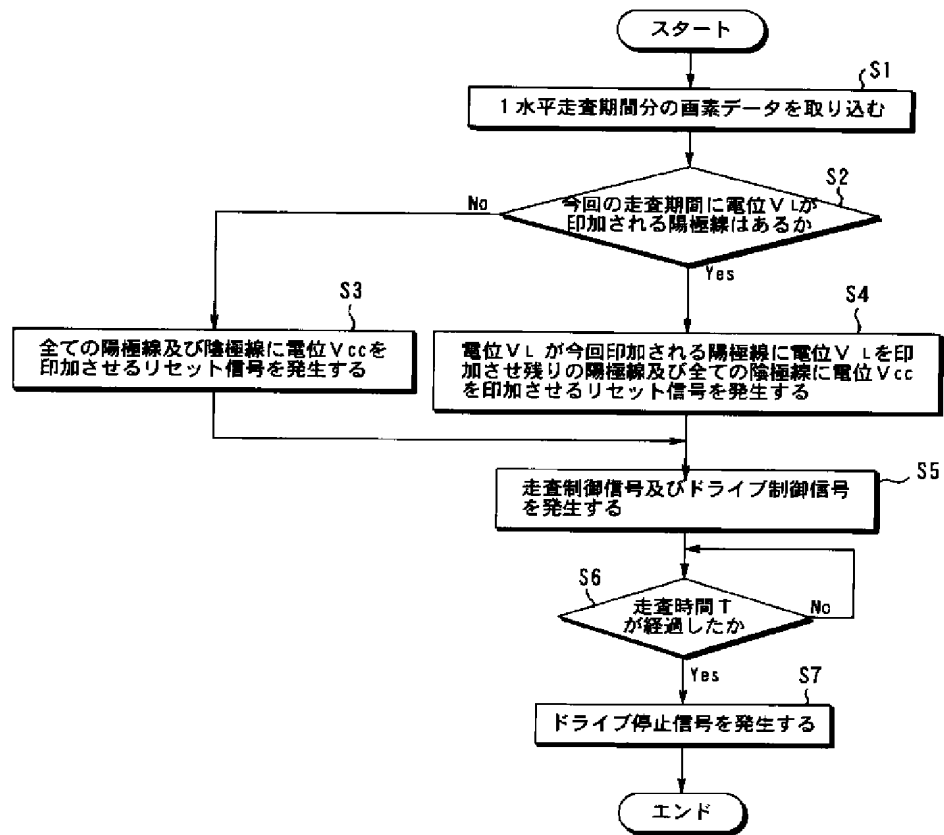 スタート
S1
1水平走査期間分の画素データを取り込む
S2
今回の走査期間に電位VLが
印加される陽極線はあるか
No
Yes
S3
全ての陽極線及び陰極線に電位Vccを
印加させるリセット信号を発生する
S4
電位VLが今回印加される陽極線に電位VLを印
加させ残りの陽極線及び全ての陰極線に電位Vcc
を印加させるリセット信号を発生する
S5
走査制御信号及びドライブ制御信号
を発生する
S6
走査時間T
が経過したか
No
Yes
S7
ドライブ停止信号を発生する
エンド